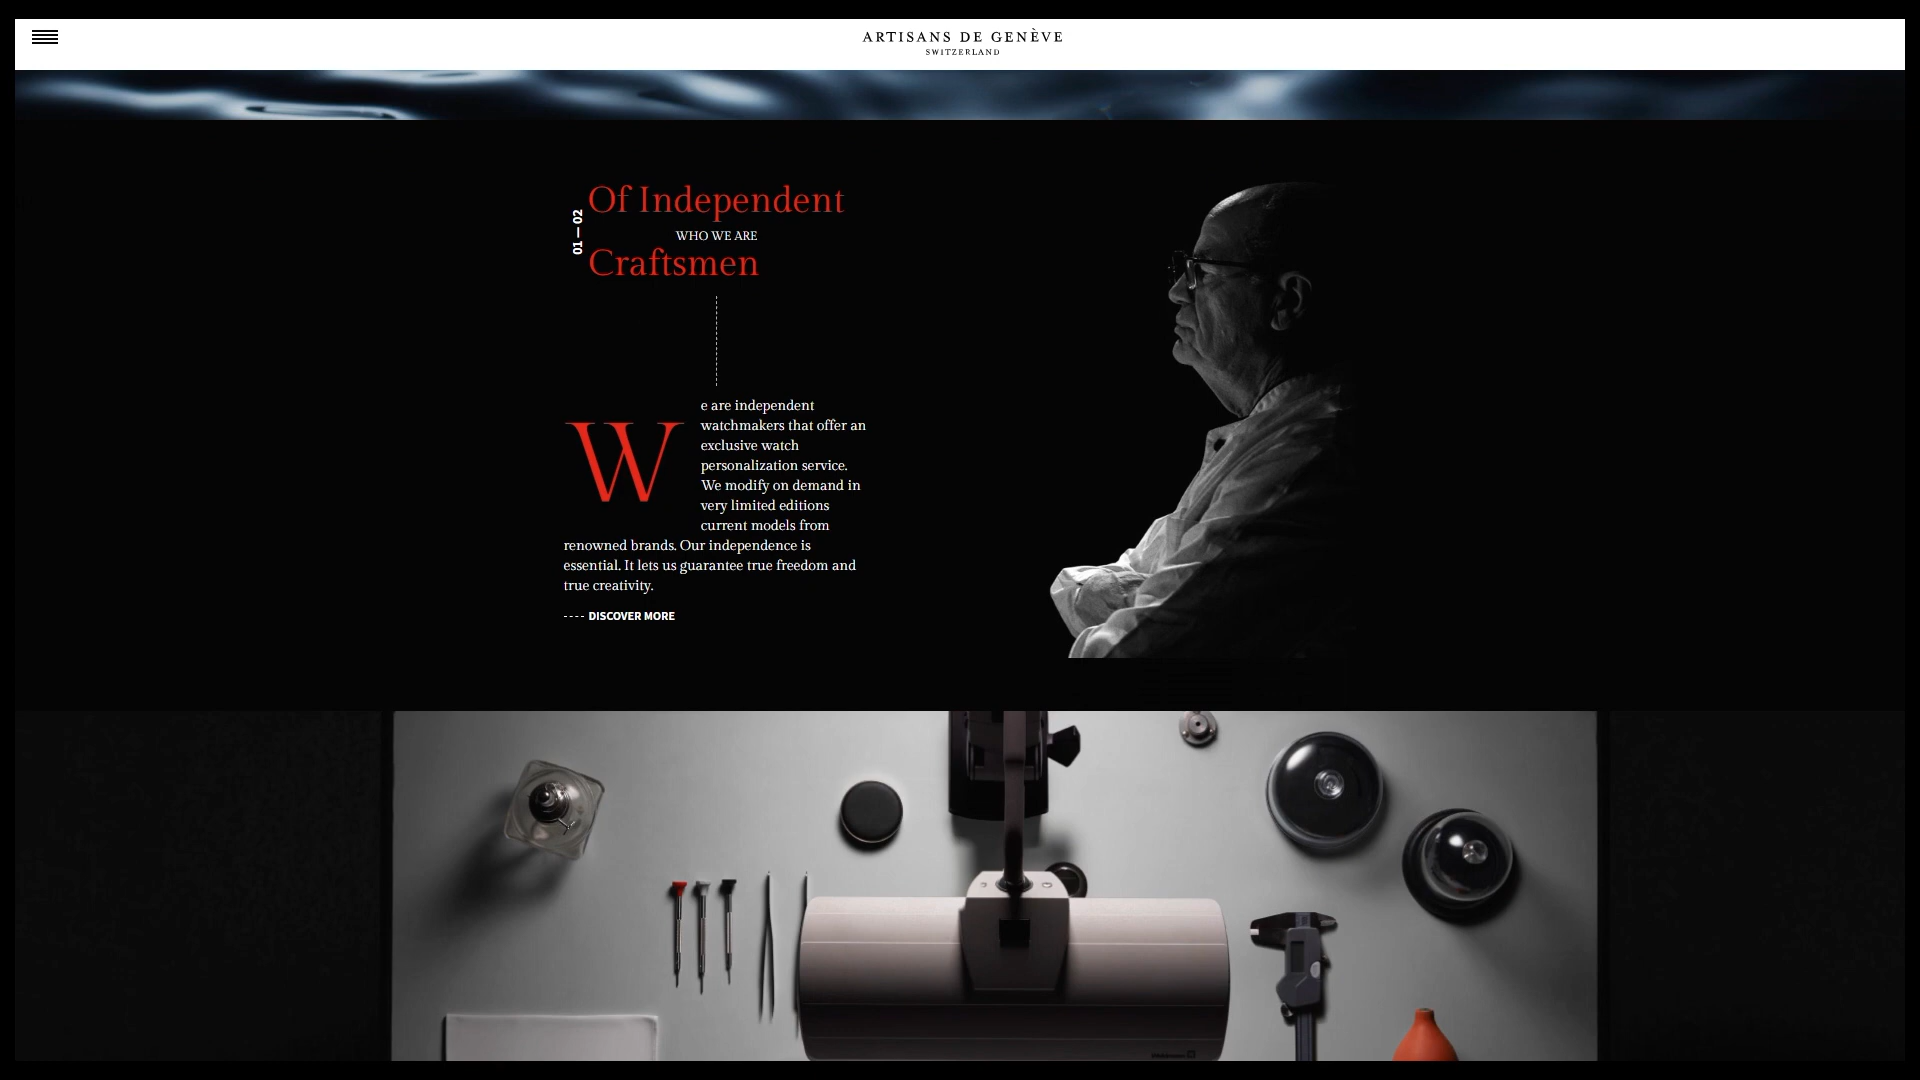 ARTISANS DE GENÈVE
SWITZERLAND
01 — 02
Of Independent
WHO WE ARE
Craftsmen
We are independent
watchmakers that offer an
exclusive watch
personalization service.
We modify on demand in
very limited editions
current models from
renowned brands. Our independence is
essential. It lets us guarantee true freedom and
true creativity.
---- DISCOVER MORE